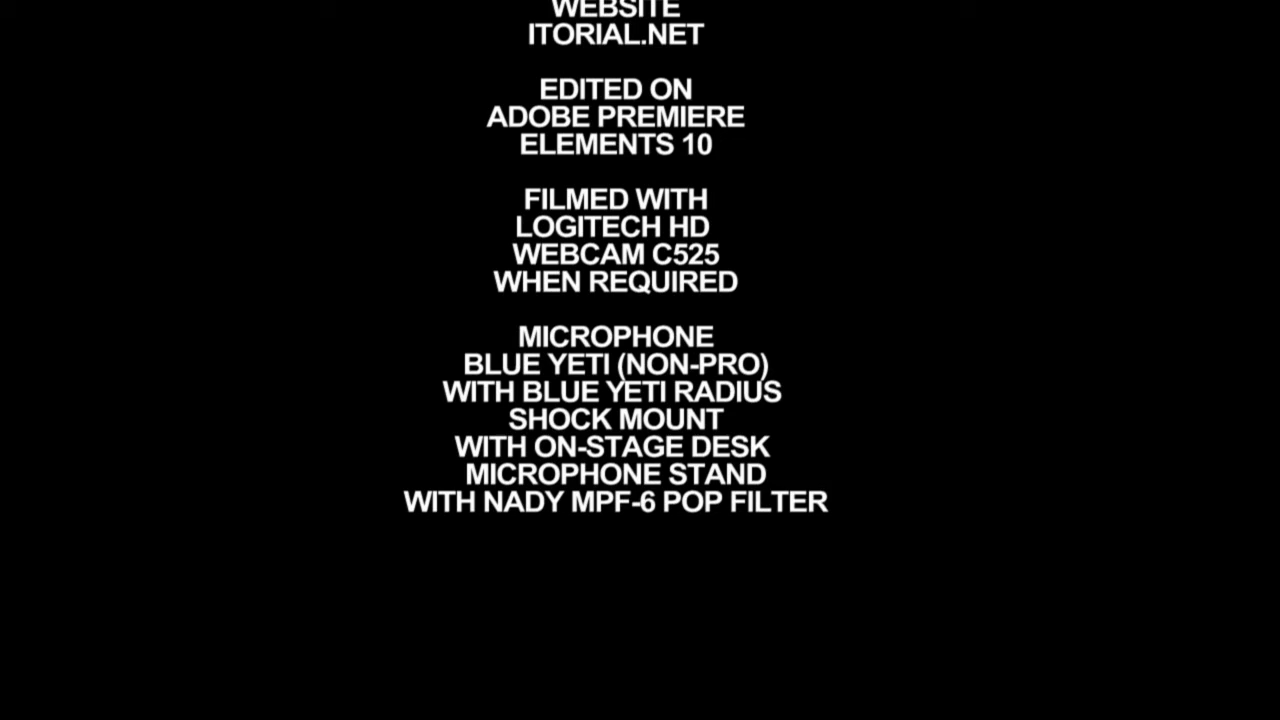 WEBSITE
ITORIAL.NET
EDITED ON
ADOBE PREMIERE
ELEMENTS 10
FILMED WITH
LOGITECH HD
WEBCAM C525
WHEN REQUIRED
MICROPHONE
BLUE YETI (NON-PRO)
WITH BLUE YETI RADIUS
SHOCK MOUNT
WITH ON-STAGE DESK
MICROPHONE STAND
WITH NADY MPF-6 POP FILTER